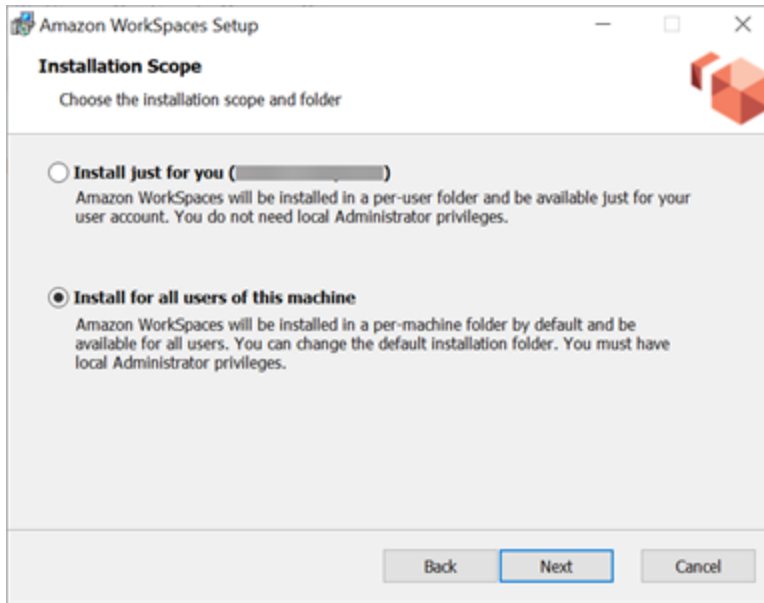 Amazon WorkSpaces Setup
Installation Scope
Choose the installation scope and folder
Install just for you ( )
Amazon WorkSpaces will be installed in a per-user folder and be available just for your
user account. You do not need local Administrator privileges.
Install for all users of this machine
Amazon WorkSpaces will be installed in a per-machine folder by default and be
available for all users. You can change the default installation folder. You must have
local Administrator privileges.
Back
Next
Cancel